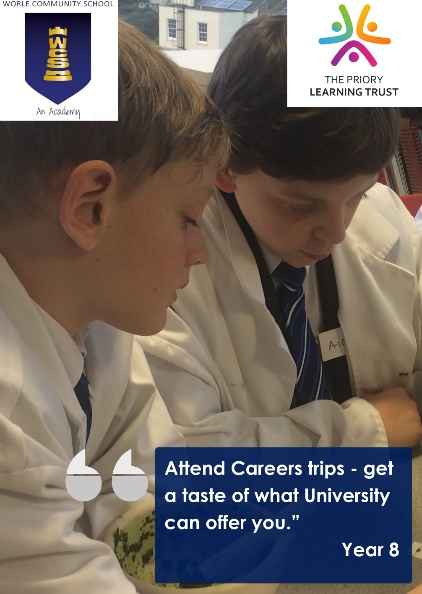 WORLE COMMUNITY SCHOOL
WCSA
An Academy
THE PRIORY
LEARNING TRUST
Attend Careers trips - get
a taste of what University
can offer you.”
Year 8